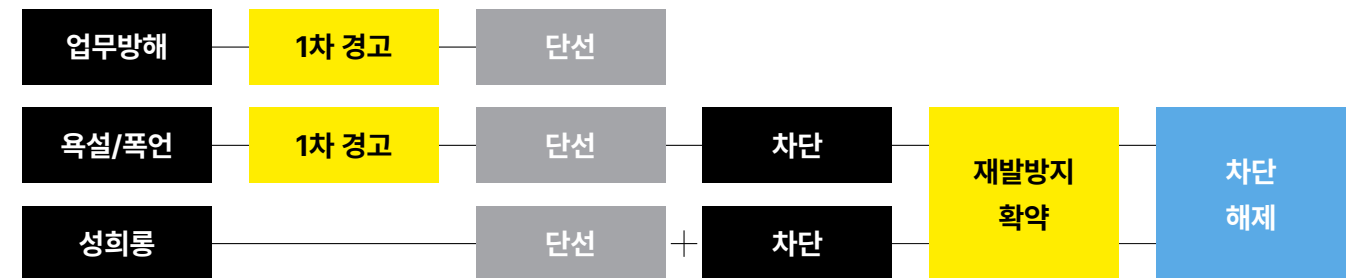 업무방해 1차 경고 단선
욕설/폭언 1차 경고 단선 차단
재발방지
확약
차단
해제
성희롱 단선 + 차단